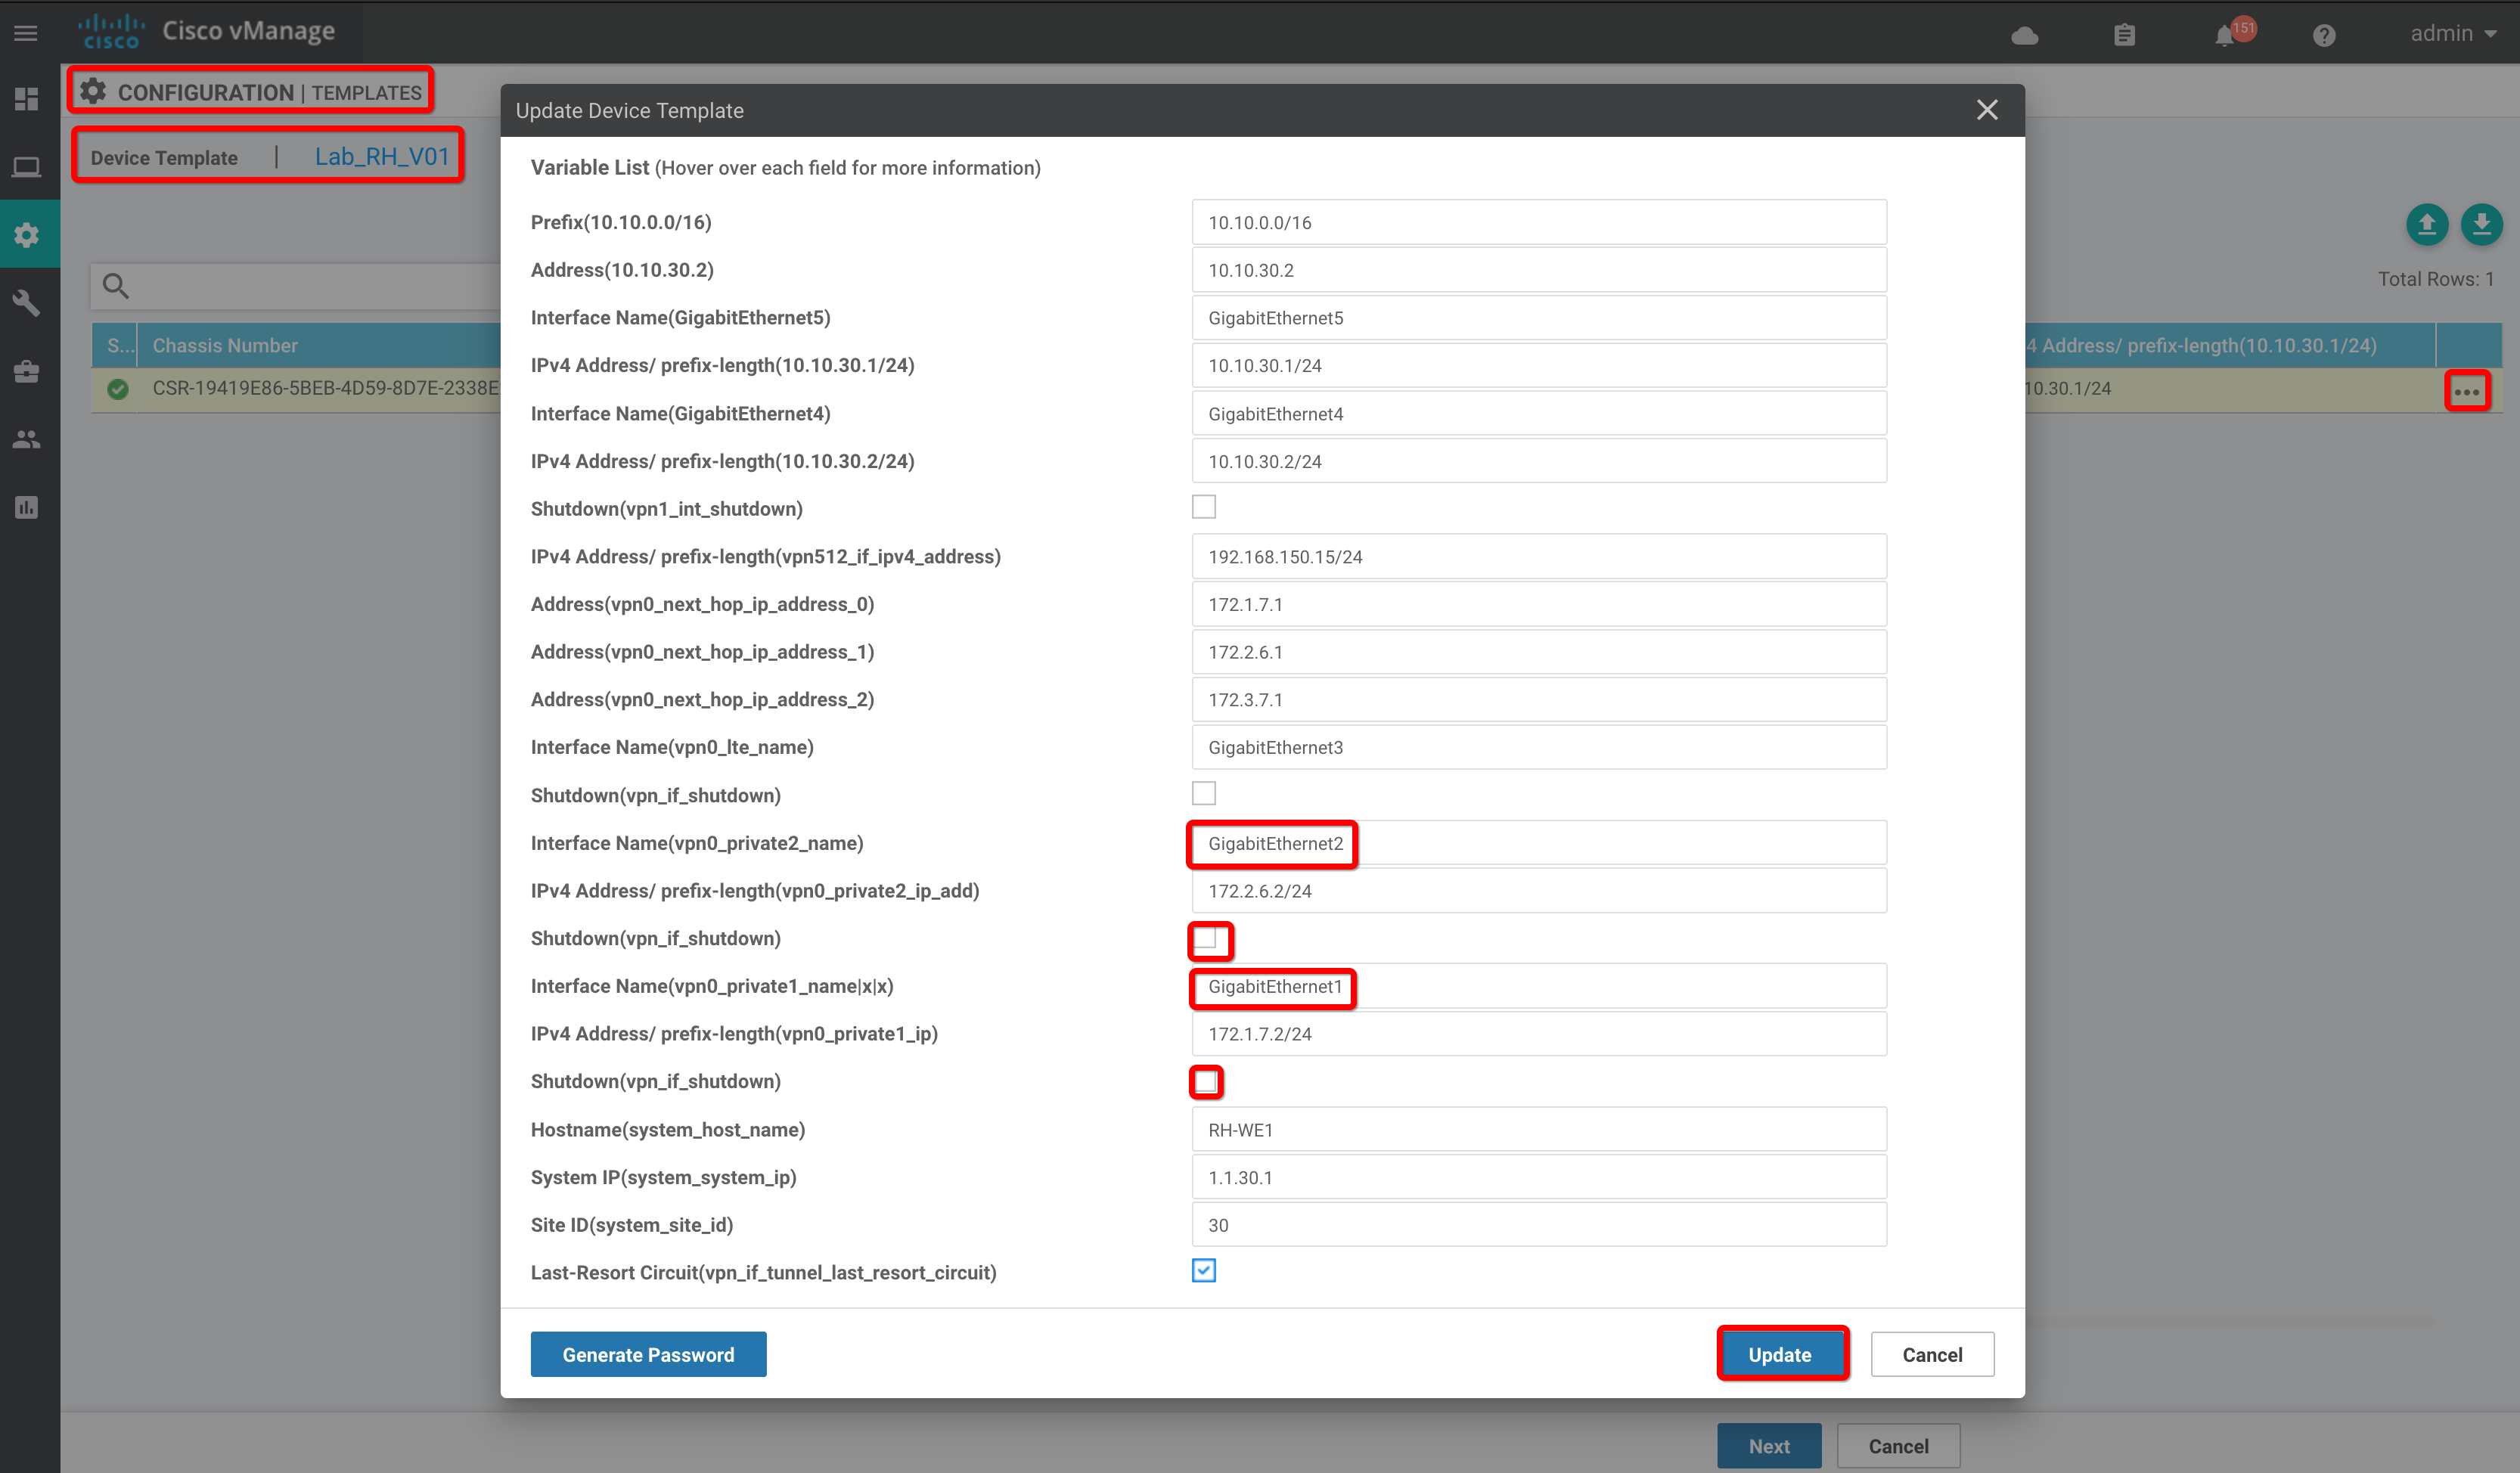 CISCO Cisco vManage
151
admin
CONFIGURATION | TEMPLATES
Device Template | Lab_RH_V01
Total Rows: 1
S... Chassis Number
4 Address/ prefix-length(10.10.30.1/24)
CSR-19419E86-5BEB-4D59-8D7E-2338E
10.30.1/24
Update Device Template
Variable List (Hover over each field for more information)
Prefix(10.10.0.0/16) 10.10.0.0/16
Address(10.10.30.2) 10.10.30.2
Interface Name(GigabitEthernet5) GigabitEthernet5
IPv4 Address/ prefix-length(10.10.30.1/24) 10.10.30.1/24
Interface Name(GigabitEthernet4) GigabitEthernet4
IPv4 Address/ prefix-length(10.10.30.2/24) 10.10.30.2/24
Shutdown(vpn1_int_shutdown)
IPv4 Address/ prefix-length(vpn512_if_ipv4_address) 192.168.150.15/24
Address(vpn0_next_hop_ip_address_0) 172.1.7.1
Address(vpn0_next_hop_ip_address_1) 172.2.6.1
Address(vpn0_next_hop_ip_address_2) 172.3.7.1
Interface Name(vpn0_lte_name) GigabitEthernet3
Shutdown(vpn_if_shutdown)
Interface Name(vpn0_private2_name) GigabitEthernet2
IPv4 Address/ prefix-length(vpn0_private2_ip_add) 172.2.6.2/24
Shutdown(vpn_if_shutdown)
Interface Name(vpn0_private1_name|x|x) GigabitEthernet1
IPv4 Address/ prefix-length(vpn0_private1_ip) 172.1.7.2/24
Shutdown(vpn_if_shutdown)
Hostname(system_host_name) RH-WE1
System IP(system_system_ip) 1.1.30.1
Site ID(system_site_id) 30
Last-Resort Circuit(vpn_if_tunnel_last_resort_circuit)
Generate Password Update Cancel
Next Cancel